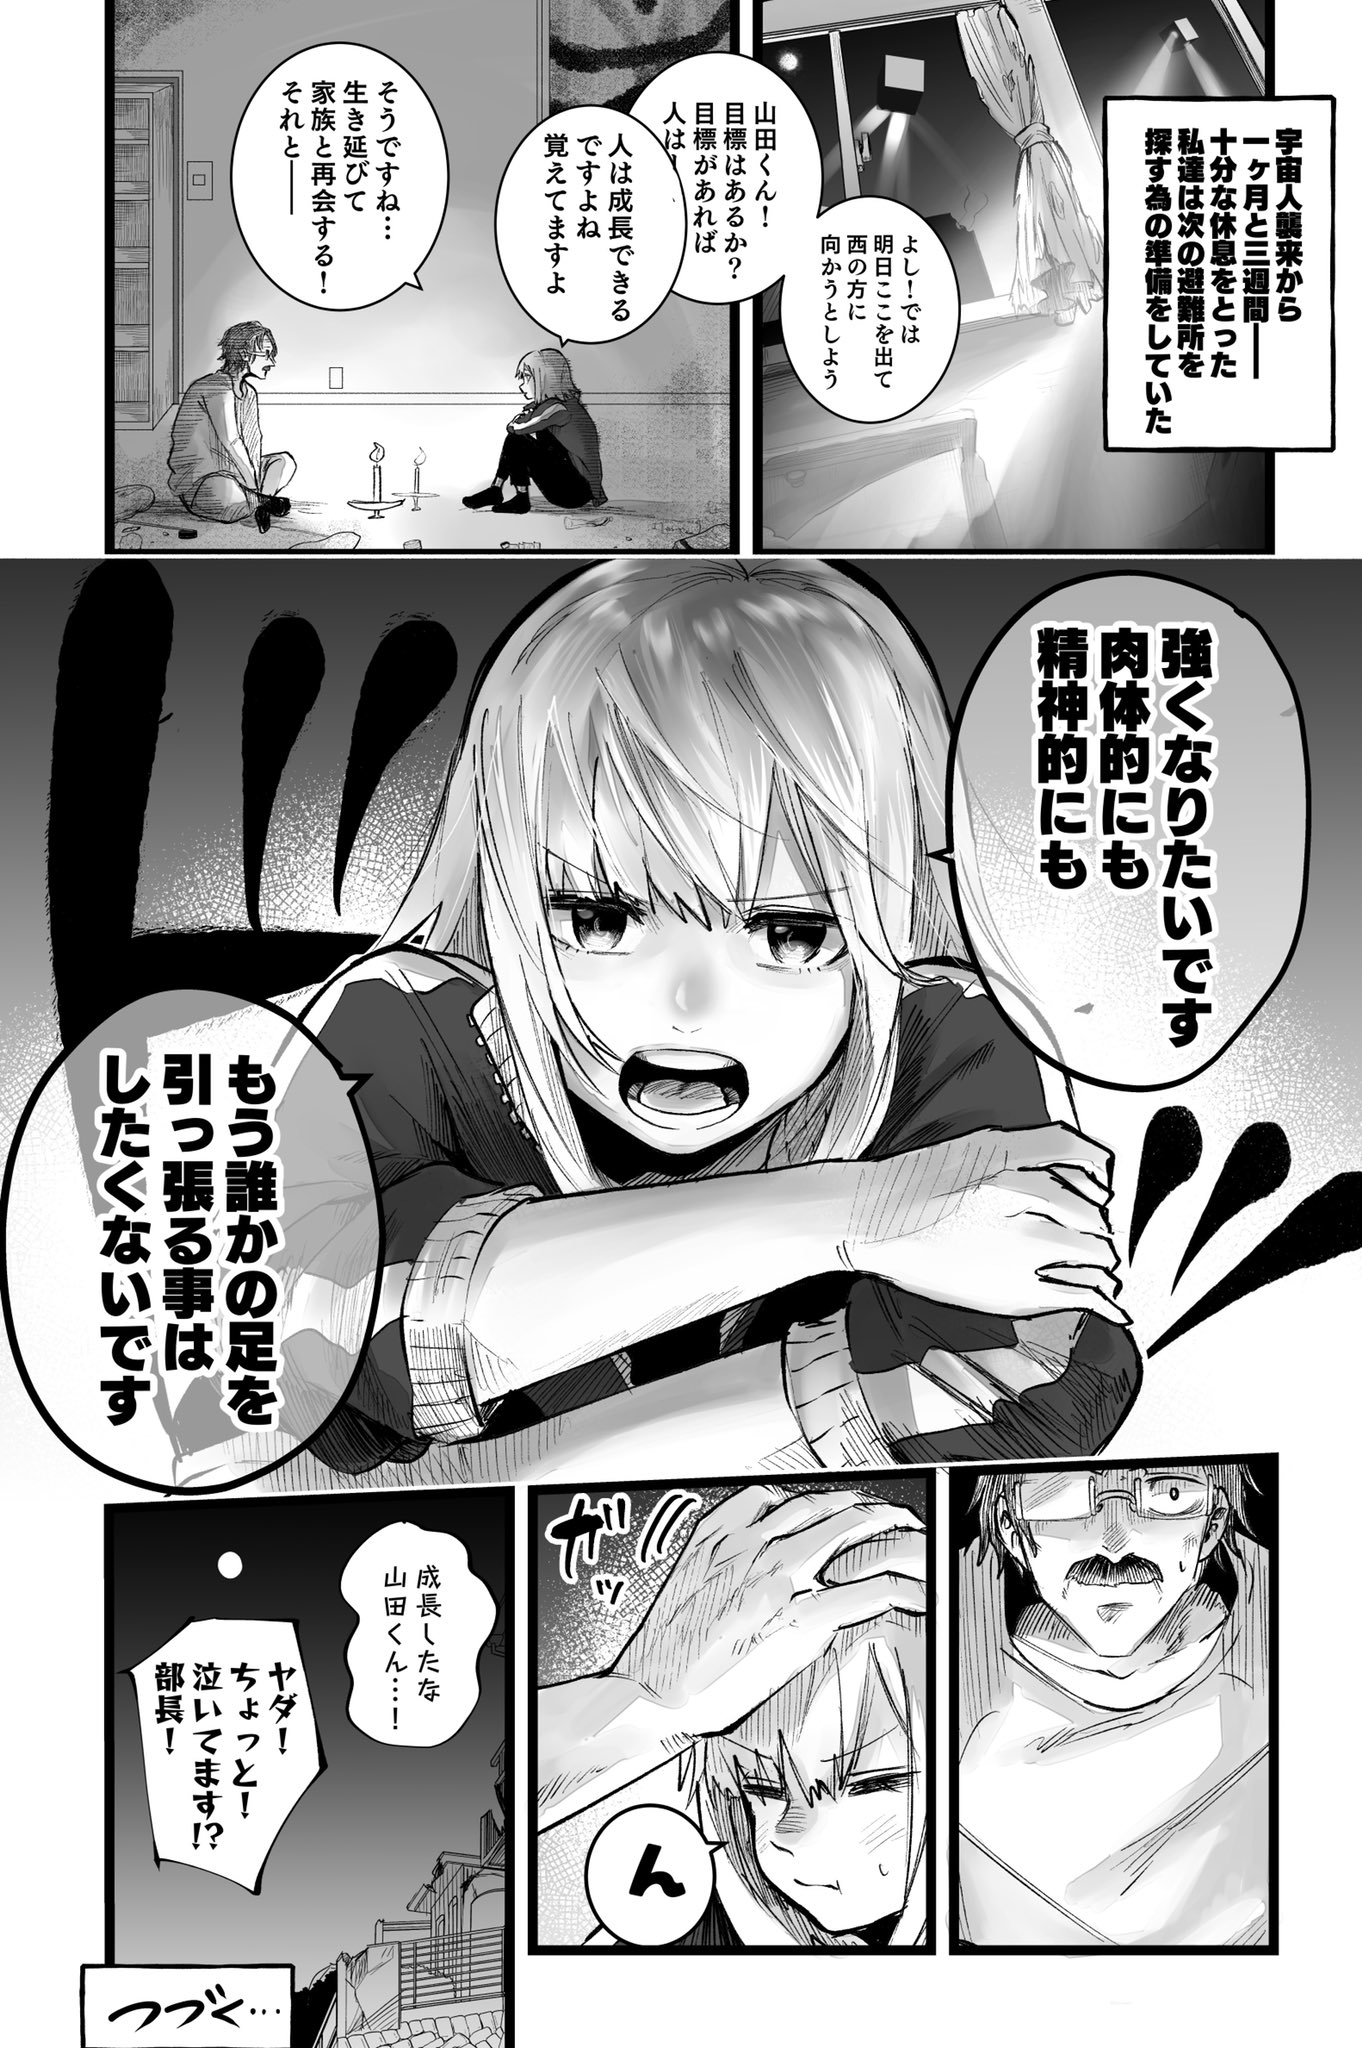 宇宙人襲来から
一ヶ月と三週間──
十分な休息をとった
私達は次の避難所を
探す為の準備をしていた
よし！では
明日ここを出て
西の方に
向かうとしよう
山田くん！
目標はあるか？
目標があれば
人は！
人は成長できる
ですよね
覚えてますよ
そうですね…
生き延びて
家族と再会する！
それと──
強くなりたいです
肉体的にも
精神的にも
もう誰かの足を
引っ張る事は
したくないです
ガッ
ん
成長したな
山田くん…！
ヤダ！
ちょっと！
泣いてます!?
部長！
つづく…